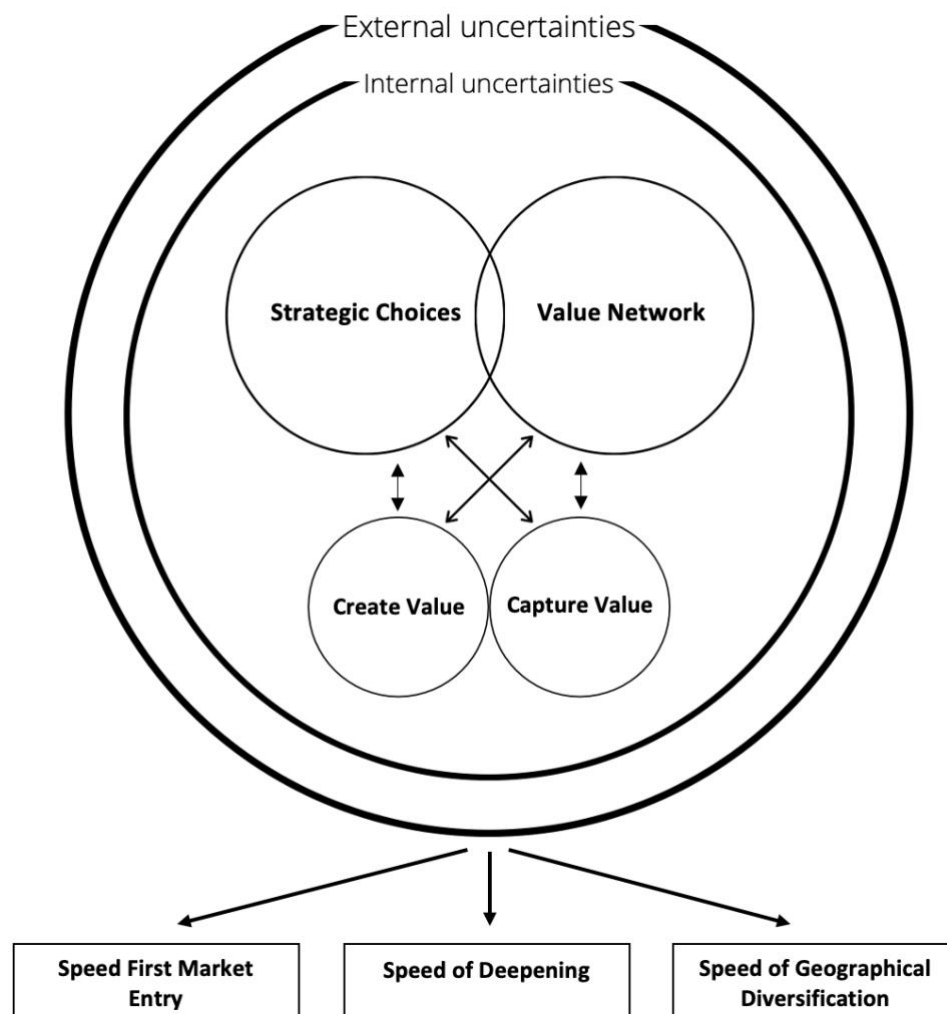 External uncertainties
Internal uncertainties
Strategic Choices
Value Network
Create Value
Capture Value
Speed First Market
Entry
Speed of Deepening
Speed of Geographical
Diversification